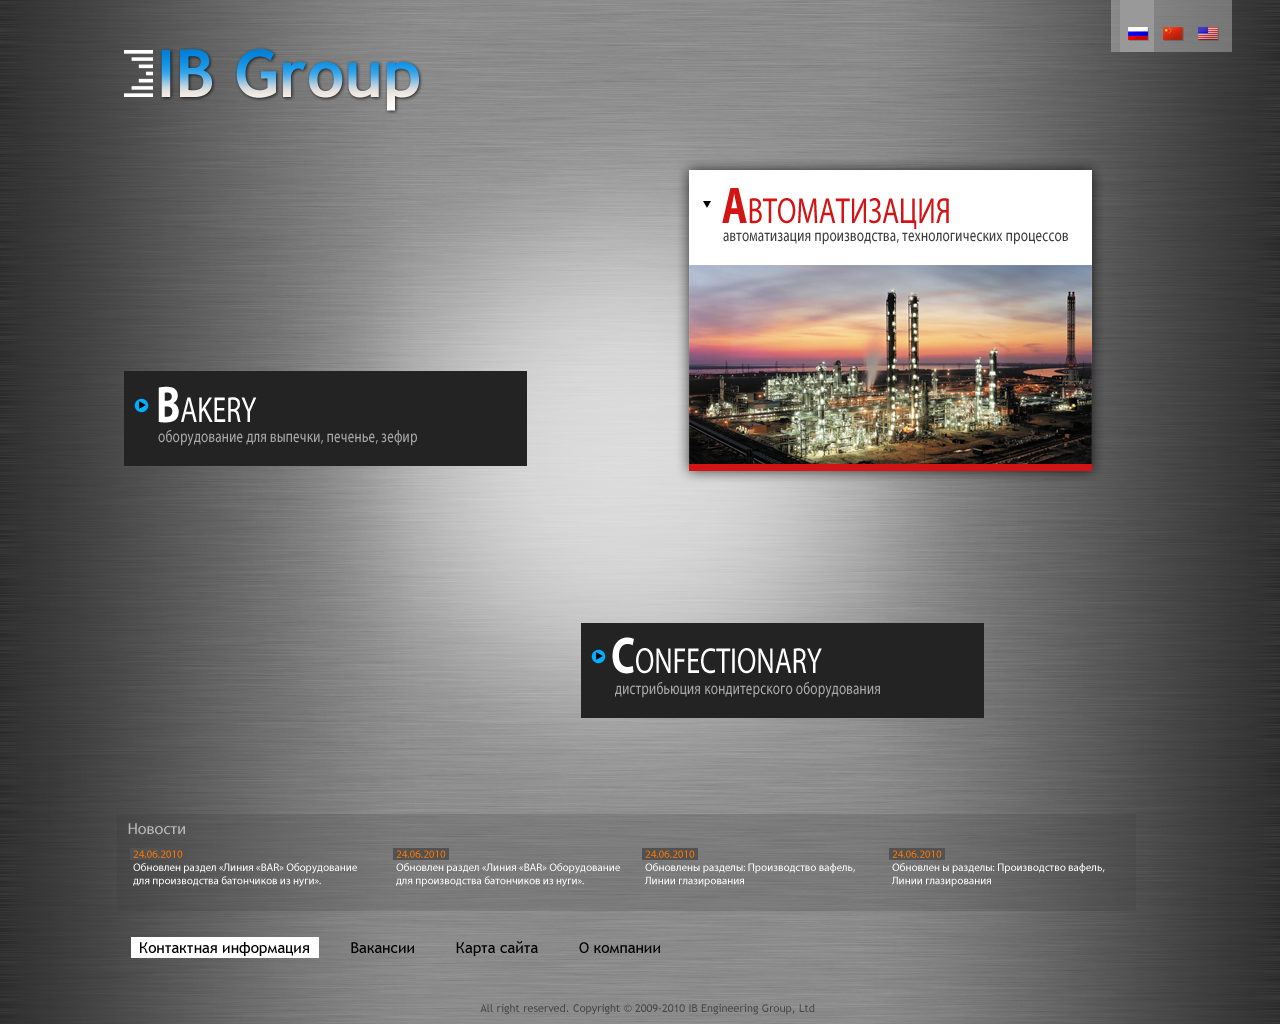 IB Group
Автоматизация
автоматизация производства, технологических процессов
Bakery
оборудование для выпечки, печенье, зефир
Confectionary
дистрибьюция кондитерского оборудования
Новости
24.06.2010
Обновлен раздел «Линия «BAR» Оборудование
для производства батончиков из нуги».
24.06.2010
Обновлен раздел «Линия «BAR» Оборудование
для производства батончиков из нуги».
24.06.2010
Обновлены разделы: Производство вафель,
Линии глазирования
24.06.2010
Обновлен ы разделы: Производство вафель,
Линии глазирования
Контактная информация Вакансии Карта сайта О компании
All right reserved. Copyright © 2009-2010 IB Engineering Group, Ltd